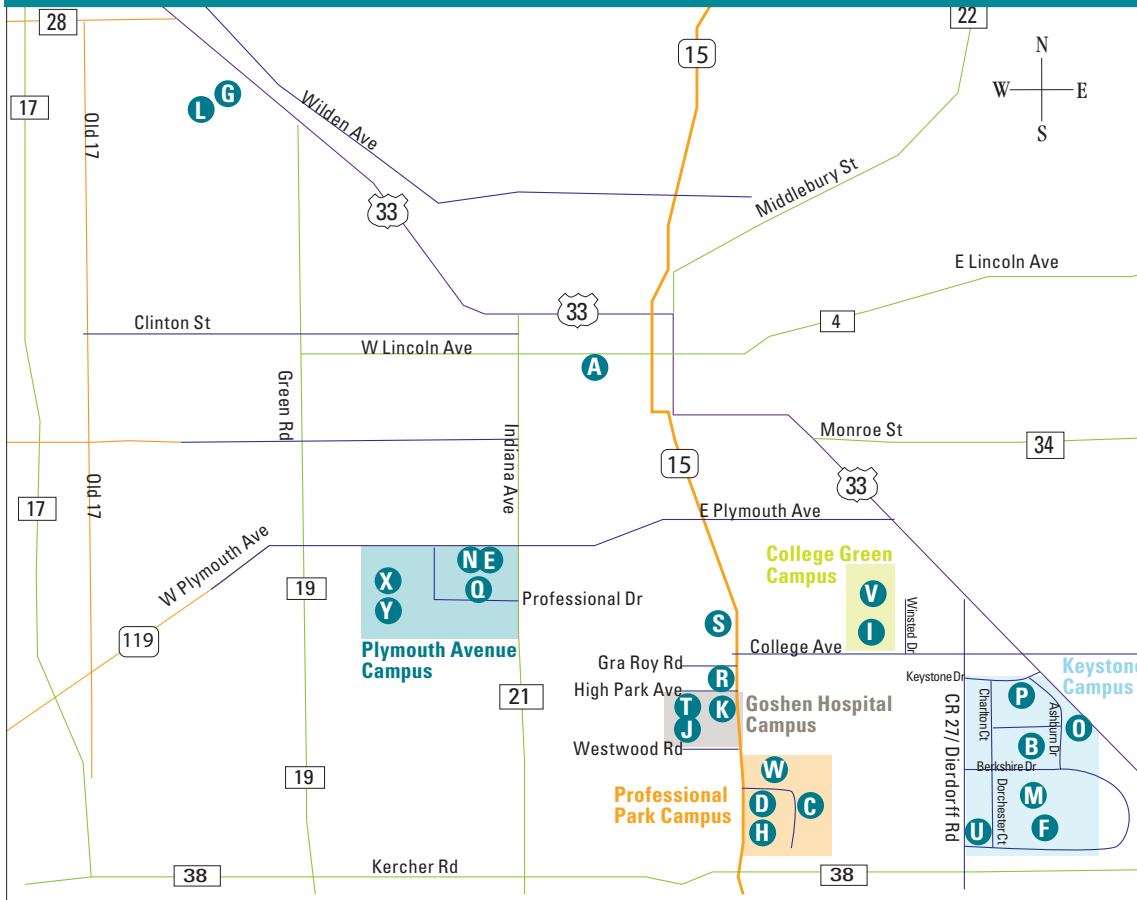 28
22
15
N
W E
S
17
L G
Old 17
Wilden Ave
33
Middlebury St
E Lincoln Ave
33
Clinton St
4
W Lincoln Ave
A
Green Rd
Indiana Ave
Monroe St
34
15
33
17
Old 17
E Plymouth Ave
W Plymouth Ave
N E
College Green
Campus
X
Q
19
V
Y
Professional Dr
Winsted Dr
S
I
119
Plymouth Avenue
Campus
College Ave
Gra Roy Rd
Keystone
Campus
R
Keystone Dr
21
High Park Ave
P
T K
Goshen Hospital
Campus
Charlton Ct
Ashburn Dr
O
J
CR 27/ Dierdorff Rd
Westwood Rd
B
W
Berkshire Dr
19
Professional
Park Campus
D C
M
H
Dorchester Ct
U
F
Kercher Rd
38
38